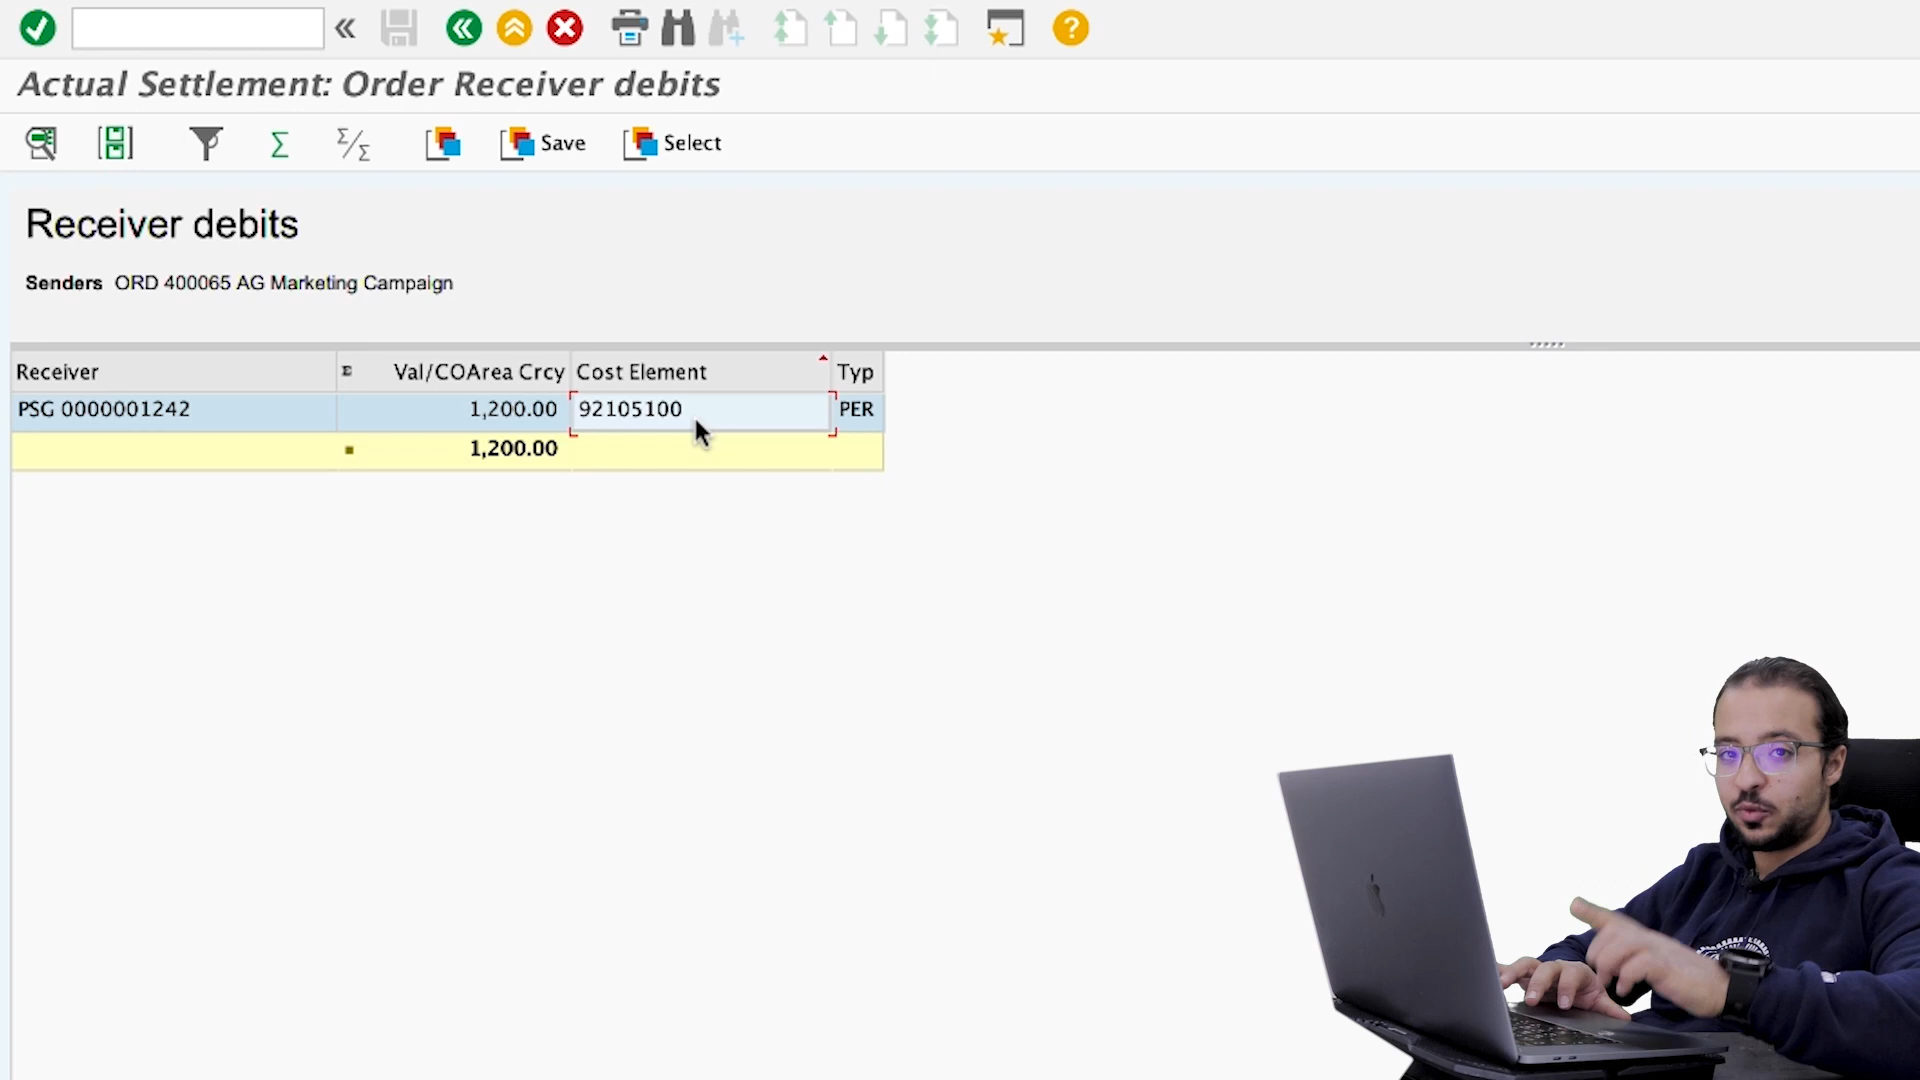 Actual Settlement: Order Receiver debits
Save
Select
Receiver debits
Senders ORD 400065 AG Marketing Campaign
Receiver Σ Val/COArea Crcy Cost Element Typ
PSG 0000001242 1,200.00 92105100 PER
1,200.00